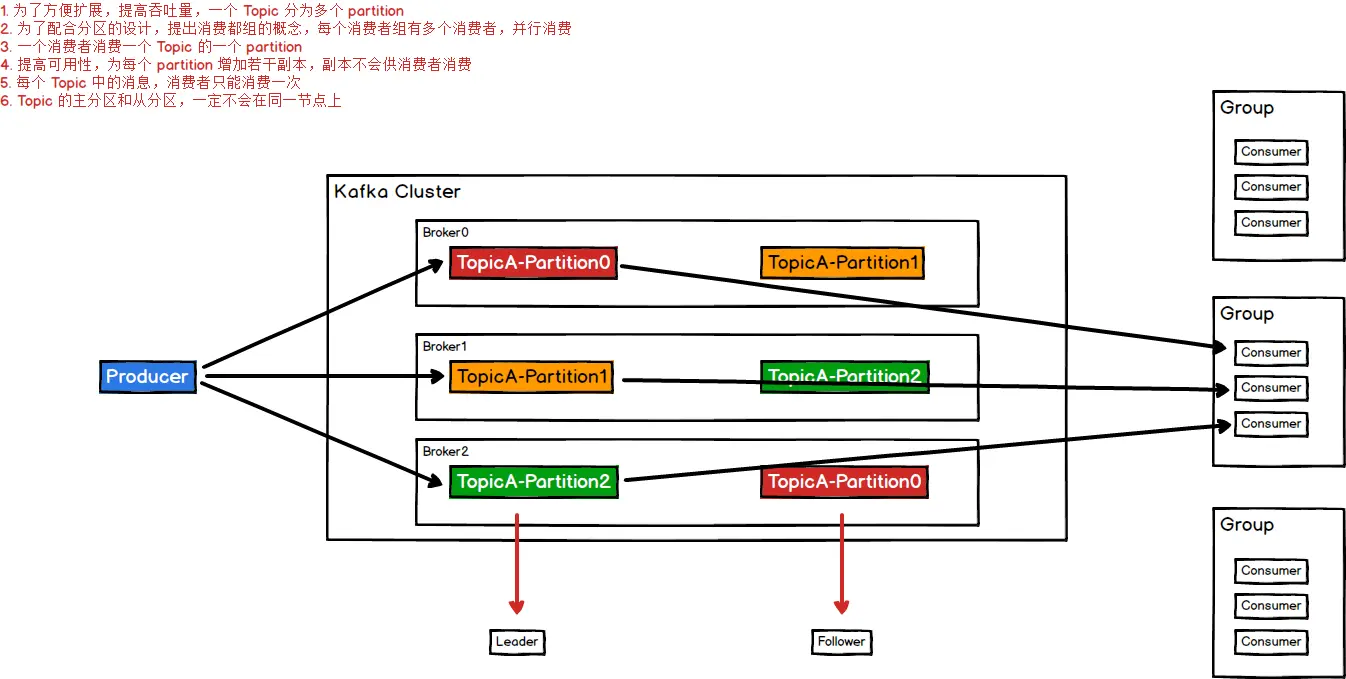 1. 为了方便扩展，提高吞吐量，一个 Topic 分为多个 partition
2. 为了配合分区的设计，提出消费都组的概念，每个消费者组有多个消费者，并行消费
3. 一个消费者消费一个 Topic 的一个 partition
4. 提高可用性，为每个 partition 增加若干副本，副本不会供消费者消费
5. 每个 Topic 中的消息，消费者只能消费一次
6. Topic 的主分区和从分区，一定不会在同一节点上
Group
Consumer
Consumer
Consumer
Kafka Cluster
Broker0
TopicA-Partition0
TopicA-Partition1
Group
Consumer
Consumer
Consumer
Broker1
TopicA-Partition1
TopicA-Partition2
Producer
Broker2
TopicA-Partition2
TopicA-Partition0
Group
Consumer
Consumer
Consumer
Leader
Follower